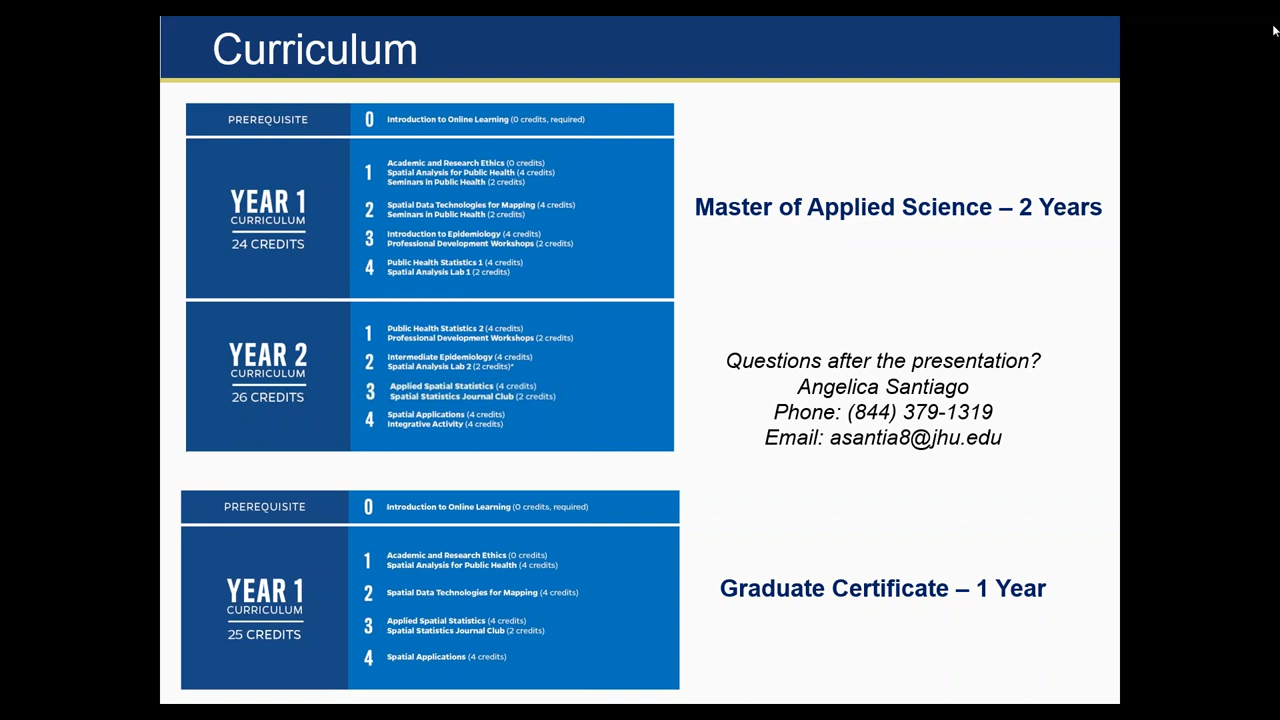 Curriculum
PREREQUISITE
0 Introduction to Online Learning (0 credits, required)
YEAR 1
CURRICULUM
24 CREDITS
1 Academic and Research Ethics (0 credits)
Spatial Analysis for Public Health (4 credits)
Seminars in Public Health (2 credits)
2 Spatial Data Technologies for Mapping (4 credits)
Seminars in Public Health (2 credits)
3 Introduction to Epidemiology (4 credits)
Professional Development Workshops (2 credits)
4 Public Health Statistics 1 (4 credits)
Spatial Analysis Lab 1 (2 credits)
YEAR 2
CURRICULUM
26 CREDITS
1 Public Health Statistics 2 (4 credits)
Professional Development Workshops (2 credits)
2 Intermediate Epidemiology (4 credits)
Spatial Analysis Lab 2 (2 credits)*
3 Applied Spatial Statistics (4 credits)
Spatial Statistics Journal Club (2 credits)
4 Spatial Applications (4 credits)
Integrative Activity (4 credits)
Master of Applied Science – 2 Years
Questions after the presentation?
Angelica Santiago
Phone: (844) 379-1319
Email: asantia8@jhu.edu
PREREQUISITE
0 Introduction to Online Learning (0 credits, required)
YEAR 1
CURRICULUM
25 CREDITS
1 Academic and Research Ethics (0 credits)
Spatial Analysis for Public Health (4 credits)
2 Spatial Data Technologies for Mapping (4 credits)
3 Applied Spatial Statistics (4 credits)
Spatial Statistics Journal Club (2 credits)
4 Spatial Applications (4 credits)
Graduate Certificate – 1 Year